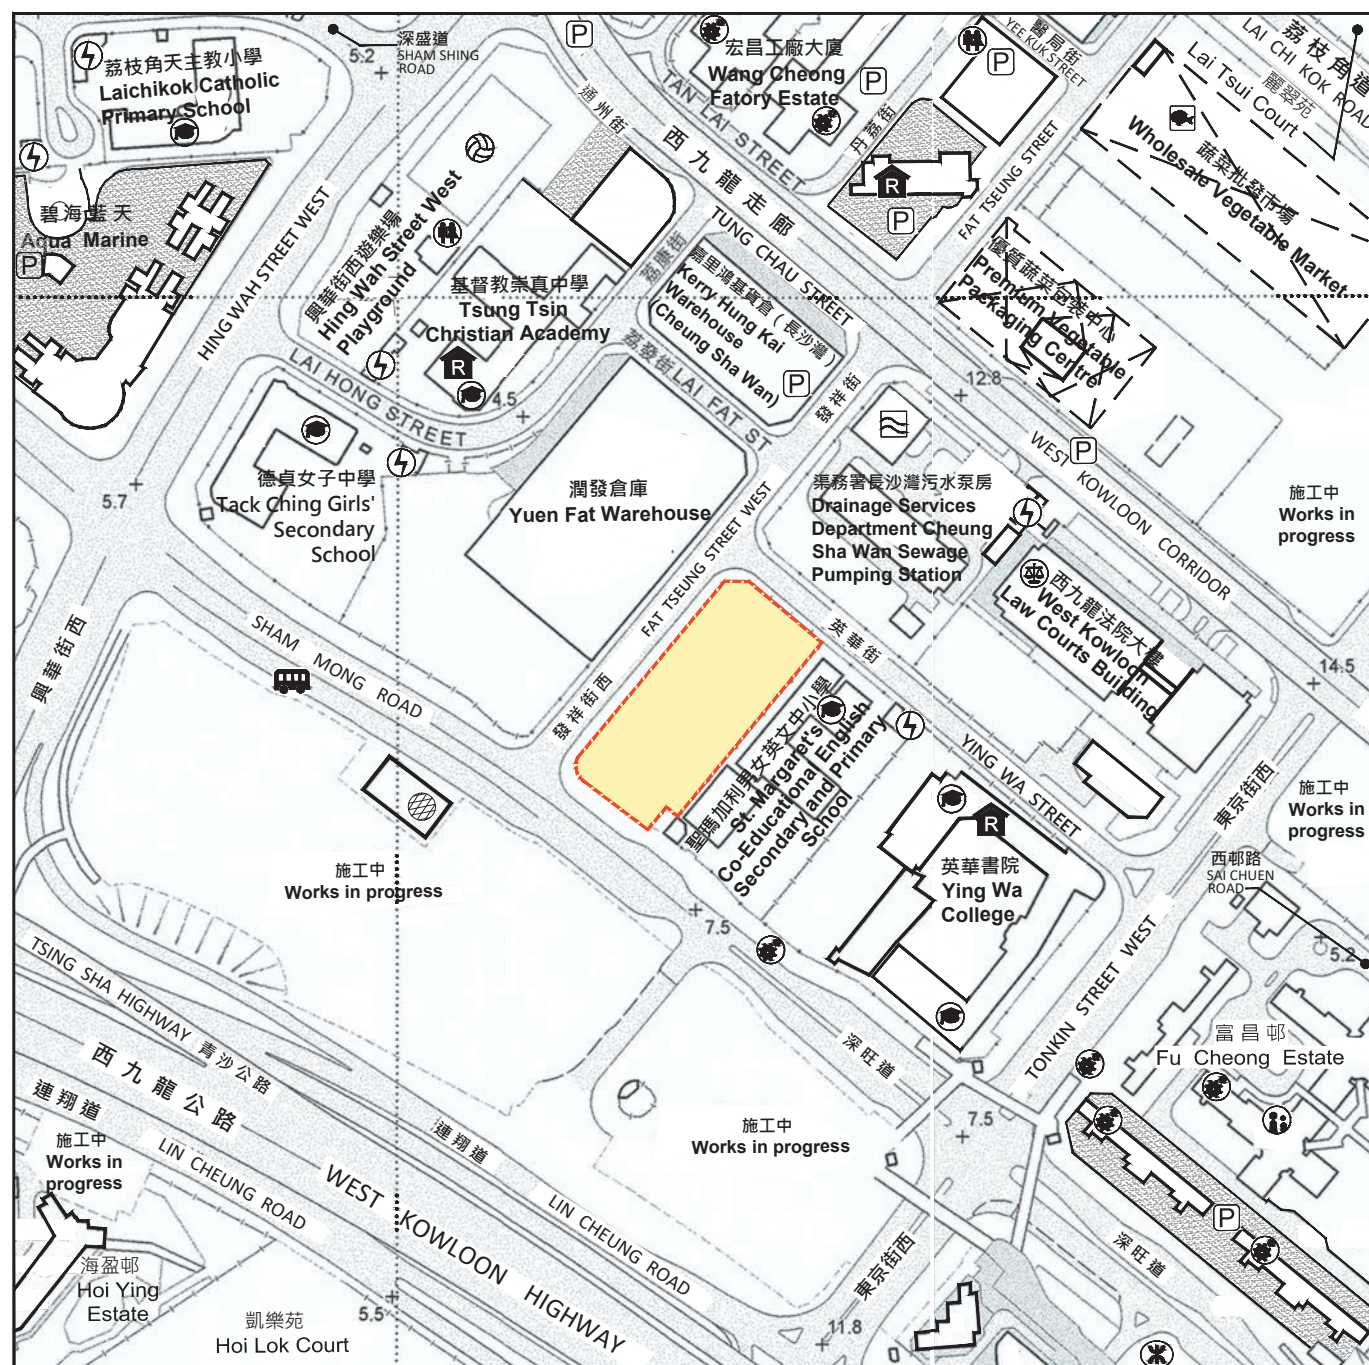 深盛道
SHAM SHING
ROAD
5.2
荔枝角天主教小學
Laichikok Catholic
Primary School
宏昌工廠大廈
Wang Cheong
Fatory Estate
TAN LAI STREET
丹荔街
醫局街
YEE KUK STREET
荔枝角道
LAI CHI KOK ROAD
麗翠苑
Lai Tsui Court
蔬菜批發市場
Wholesale Vegetable Market
通州街
西九龍走廊
TUNG CHAU STREET
FAT TSEUNG STREET
優質蔬菜包裝中心
Premium Vegetable
Packaging Centre
碧海藍天
Aqua Marine
HING WAH STREET WEST
興華街西遊樂場
Hing Wah Street West
Playground
基督教崇真中學
Tsung Tsin
Christian Academy
荔康街
嘉里鴻基貨倉（長沙灣）
Kerry Hung Kai
Warehouse
Cheung Sha Wan)
荔發街
LAI FAT ST
發祥街
12.8
LAI HONG STREET
4.5
德貞女子中學
Tack Ching Girls'
Secondary
School
5.7
潤發倉庫
Yuen Fat Warehouse
渠務署長沙灣污水泵房
Drainage Services
Department Cheung
Sha Wan Sewage
Pumping Station
WEST KOWLOON CORRIDOR
施工中
Works in
progress
西九龍法院大樓
West Kowloon
Law Courts Building
14.5
FAT TSEUNG STREET WEST
發祥街西
英華街
YING WA STREET
興華街西
SHAM MONG ROAD
聖瑪加利男女英文中小學
St. Margaret's
Co-Educational English
Secondary and Primary
School
東京街西
施工中
Works in
progress
西邨路
SAI CHUEN
ROAD
5.2
英華書院
Ying Wa
College
施工中
Works in progress
7.5
TONKIN STREET WEST
深旺道
富昌邨
Fu Cheong Estate
TSING SHA HIGHWAY 青沙公路
西九龍公路
連翔道
施工中
Works in
progress
LIN CHEUNG ROAD
WEST KOWLOON HIGHWAY
連翔道
LIN CHEUNG ROAD
施工中
Works in progress
7.5
深旺道
東京街西
海盈邨
Hoi Ying
Estate
凱樂苑
Hoi Lok Court
5.5
11.8
P
P
P
P
P
P
P
P
R
R
R